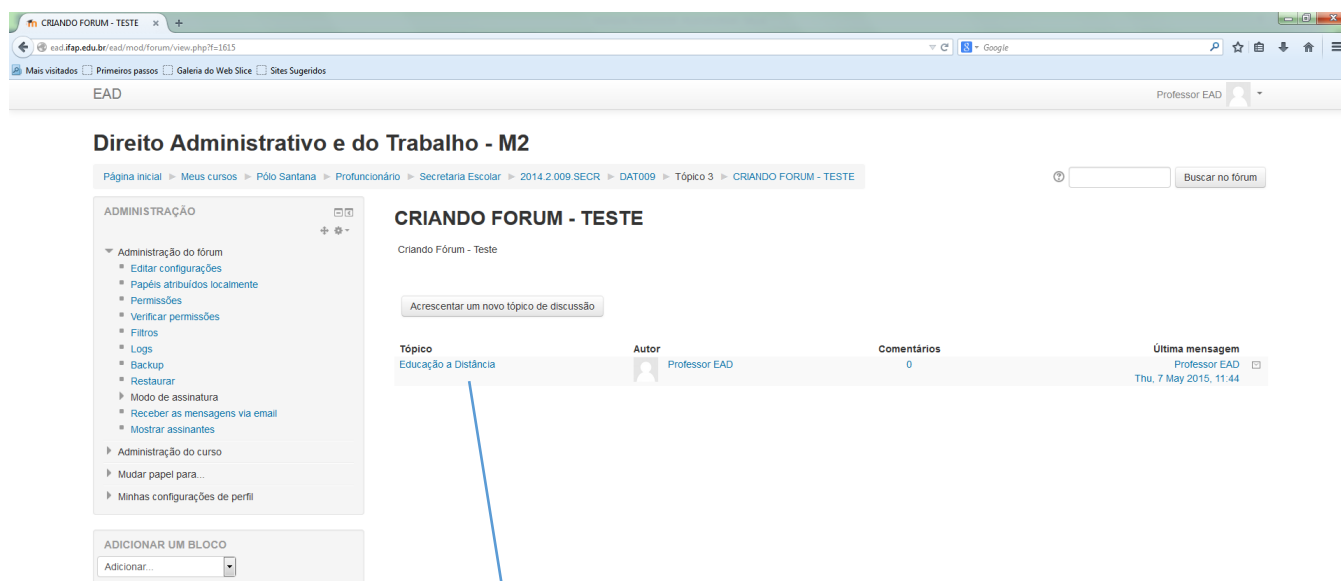 CRIANDO FORUM - TESTE × +
ead.ifap.edu.br/ead/mod/forum/view.php?f=1615
Google
Mais visitados Primeiros passos Galeria do Web Slice Sites Sugeridos
EAD
Professor EAD
Direito Administrativo e do Trabalho - M2
Página inicial Meus cursos Pólo Santana Profuncionário Secretaria Escolar 2014.2.009.SECR DAT009 Tópico 3 CRIANDO FORUM - TESTE
Buscar no fórum
ADMINISTRAÇÃO
Administração do fórum
Editar configurações
Papéis atribuídos localmente
Permissões
Verificar permissões
Filtros
Logs
Backup
Restaurar
Modo de assinatura
Receber as mensagens via email
Mostrar assinantes
Administração do curso
Mudar papel para...
Minhas configurações de perfil
ADICIONAR UM BLOCO
Adicionar...
CRIANDO FORUM - TESTE
Criando Fórum - Teste
Acrescentar um novo tópico de discussão
Tópico Autor Comentários Última mensagem
Educação a Distância Professor EAD 0 Professor EAD
Thu, 7 May 2015, 11:44